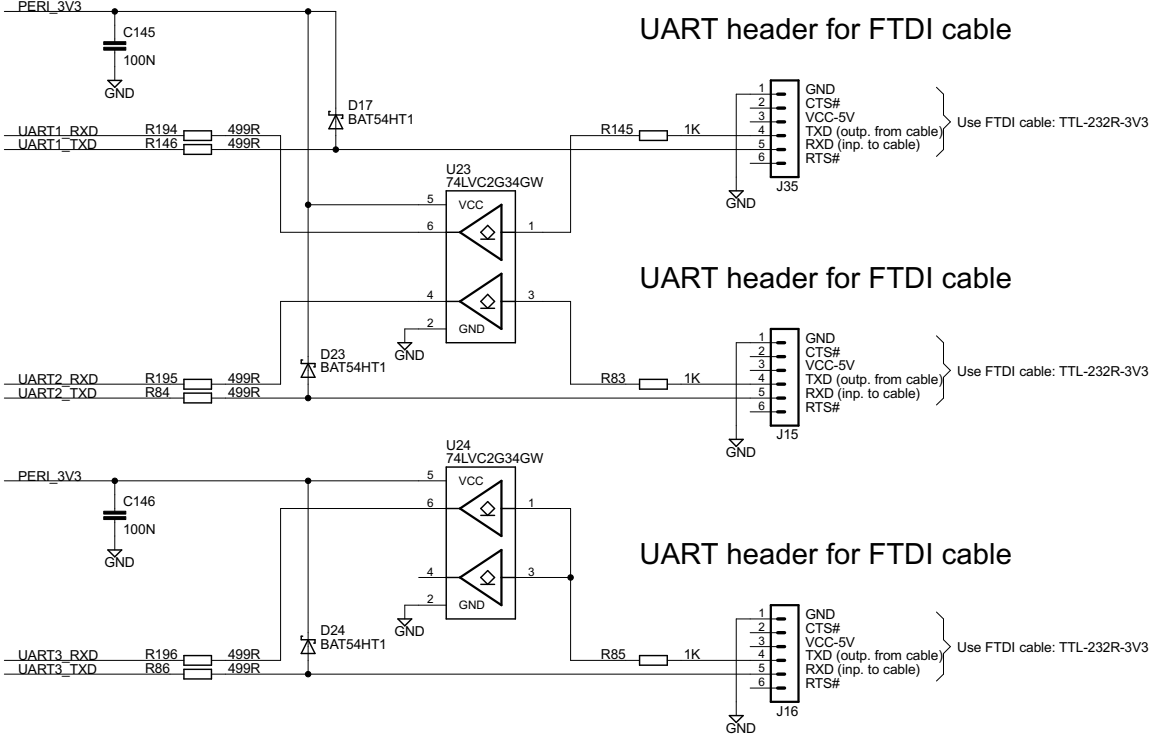 PERI_3V3
UART header for FTDI cable
C145
100N
GND
D17
BAT54HT1
UART1_RXD R194 499R
UART1_TXD R146 499R
R145 1K
1 GND
2 CTS#
3 VCC-5V
4 TXD (outp. from cable)
5 RXD (inp. to cable)
6 RTS#
Use FTDI cable: TTL-232R-3V3
J35
GND
U23
74LVC2G34GW
5 VCC
6 1
4 3
2 GND
GND
UART header for FTDI cable
D23
BAT54HT1
UART2_RXD R195 499R
UART2_TXD R84 499R
R83 1K
1 GND
2 CTS#
3 VCC-5V
4 TXD (outp. from cable)
5 RXD (inp. to cable)
6 RTS#
Use FTDI cable: TTL-232R-3V3
J15
GND
U24
74LVC2G34GW
PERI_3V3
5 VCC
C146
100N
GND
6 1
4 3
2 GND
GND
UART header for FTDI cable
D24
BAT54HT1
UART3_RXD R196 499R
UART3_TXD R86 499R
R85 1K
1 GND
2 CTS#
3 VCC-5V
4 TXD (outp. from cable)
5 RXD (inp. to cable)
6 RTS#
Use FTDI cable: TTL-232R-3V3
J16
GND